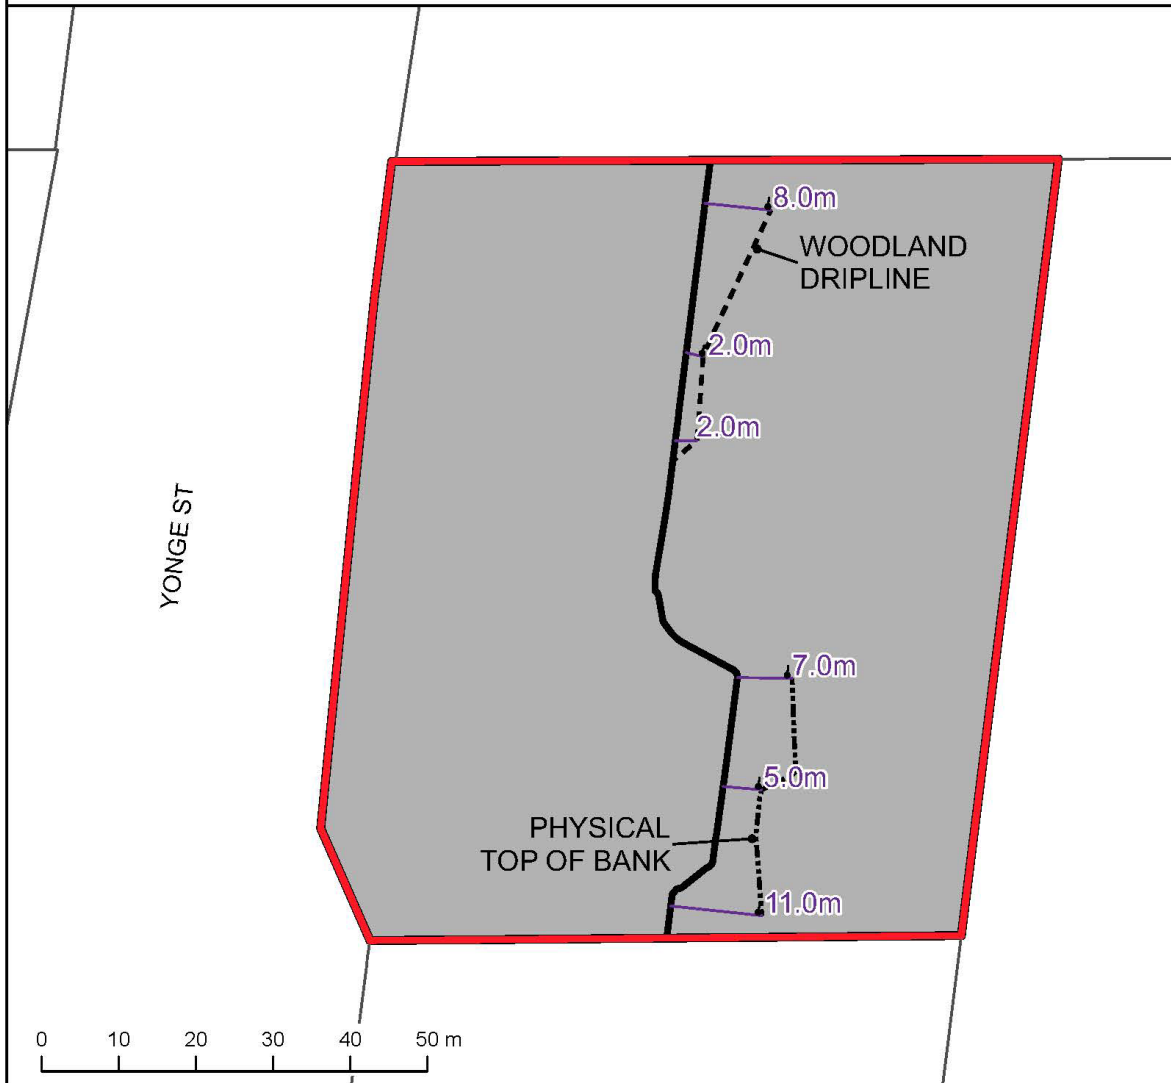 8.0m
WOODLAND
DRIPLINE
2.0m
2.0m
YONGE ST
7.0m
5.0m
PHYSICAL
TOP OF BANK
11.0m
0 10 20 30 40 50 m